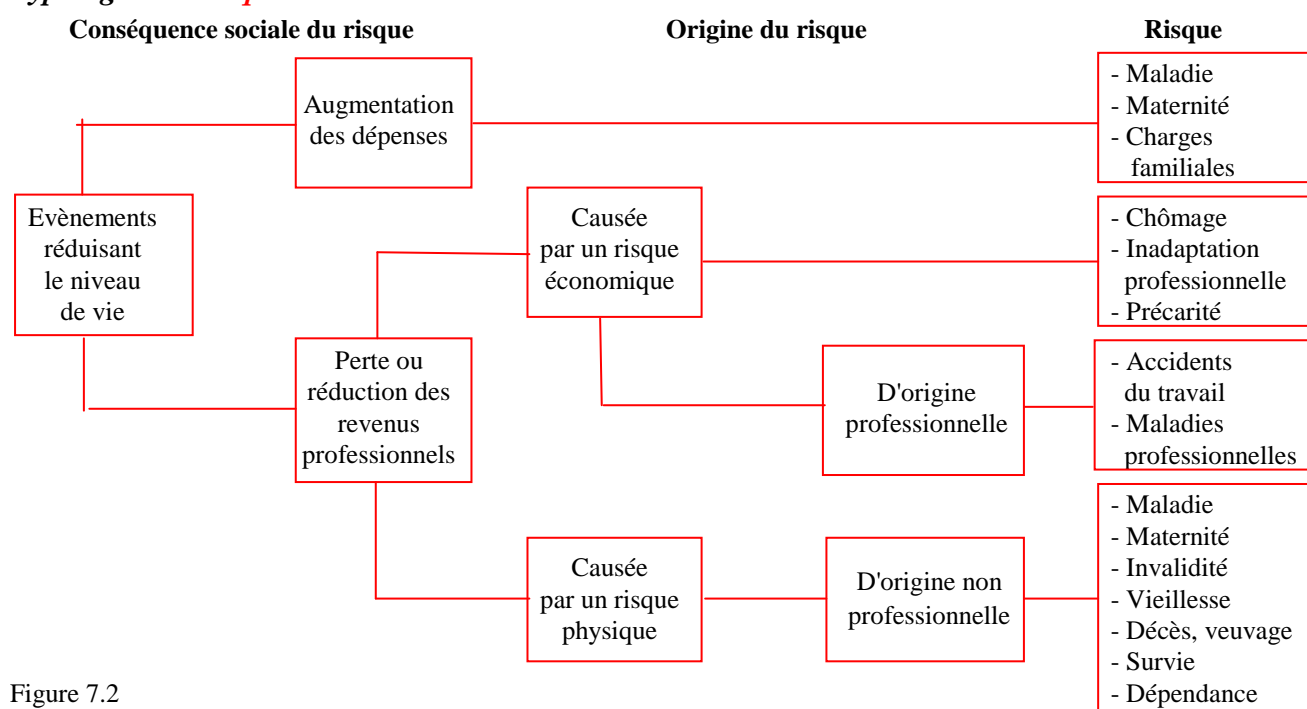 Conséquence sociale du risque
Origine du risque
Risque
Augmentation
des dépenses
- Maladie
- Maternité
- Charges
familiales
Evènements
réduisant
le niveau
de vie
Causée
par un risque
économique
- Chômage
- Inadaptation
professionnelle
- Précarité
Perte ou
réduction des
revenus
professionnels
D'origine
professionnelle
- Accidents
du travail
- Maladies
professionnelles
Causée
par un risque
physique
D'origine non
professionnelle
- Maladie
- Maternité
- Invalidité
- Vieillesse
- Décès, veuvage
- Survie
- Dépendance
Figure 7.2